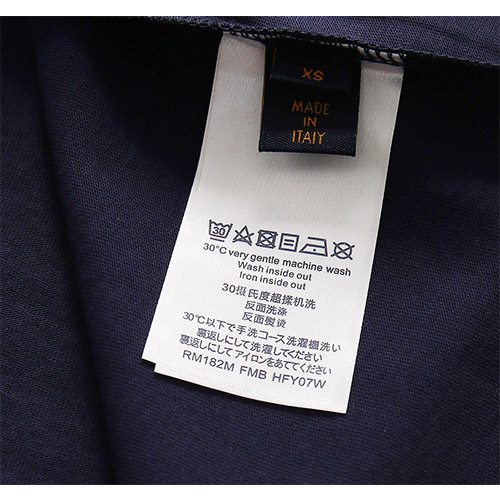 XS
MADE
IN
ITALY
30
30°C very gentle machine wash
Wash inside out
Iron inside out
30摄氏度超揉机洗
反面洗涤
反面熨烫
30℃以下で手洗コース洗濯機洗い
裏返しにして洗濯してください
裏返しにしてアイロンをあててください
RM182M FMB HFY07W